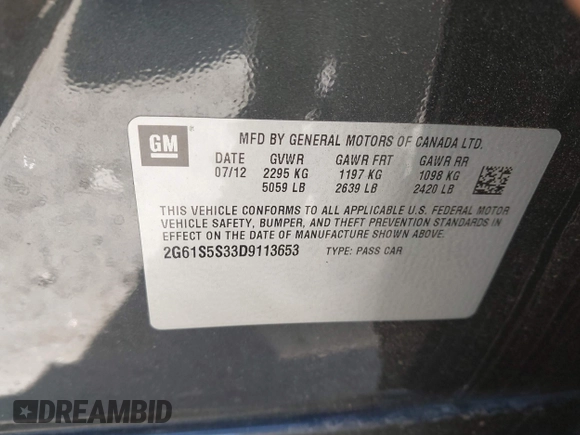 GM ® MFD BY GENERAL MOTORS OF CANADA LTD.
DATE GVWR GAWR FRT GAWR RR
07/12 2295 KG 1197 KG 1098 KG
5059 LB 2639 LB 2420 LB
THIS VEHICLE CONFORMS TO ALL APPLICABLE U.S. FEDERAL MOTOR
VEHICLE SAFETY, BUMPER, AND THEFT PREVENTION STANDARDS IN
EFFECT ON THE DATE OF MANUFACTURE SHOWN ABOVE.
2G61S5S33D9113653 TYPE: PASS CAR
DREAMBID